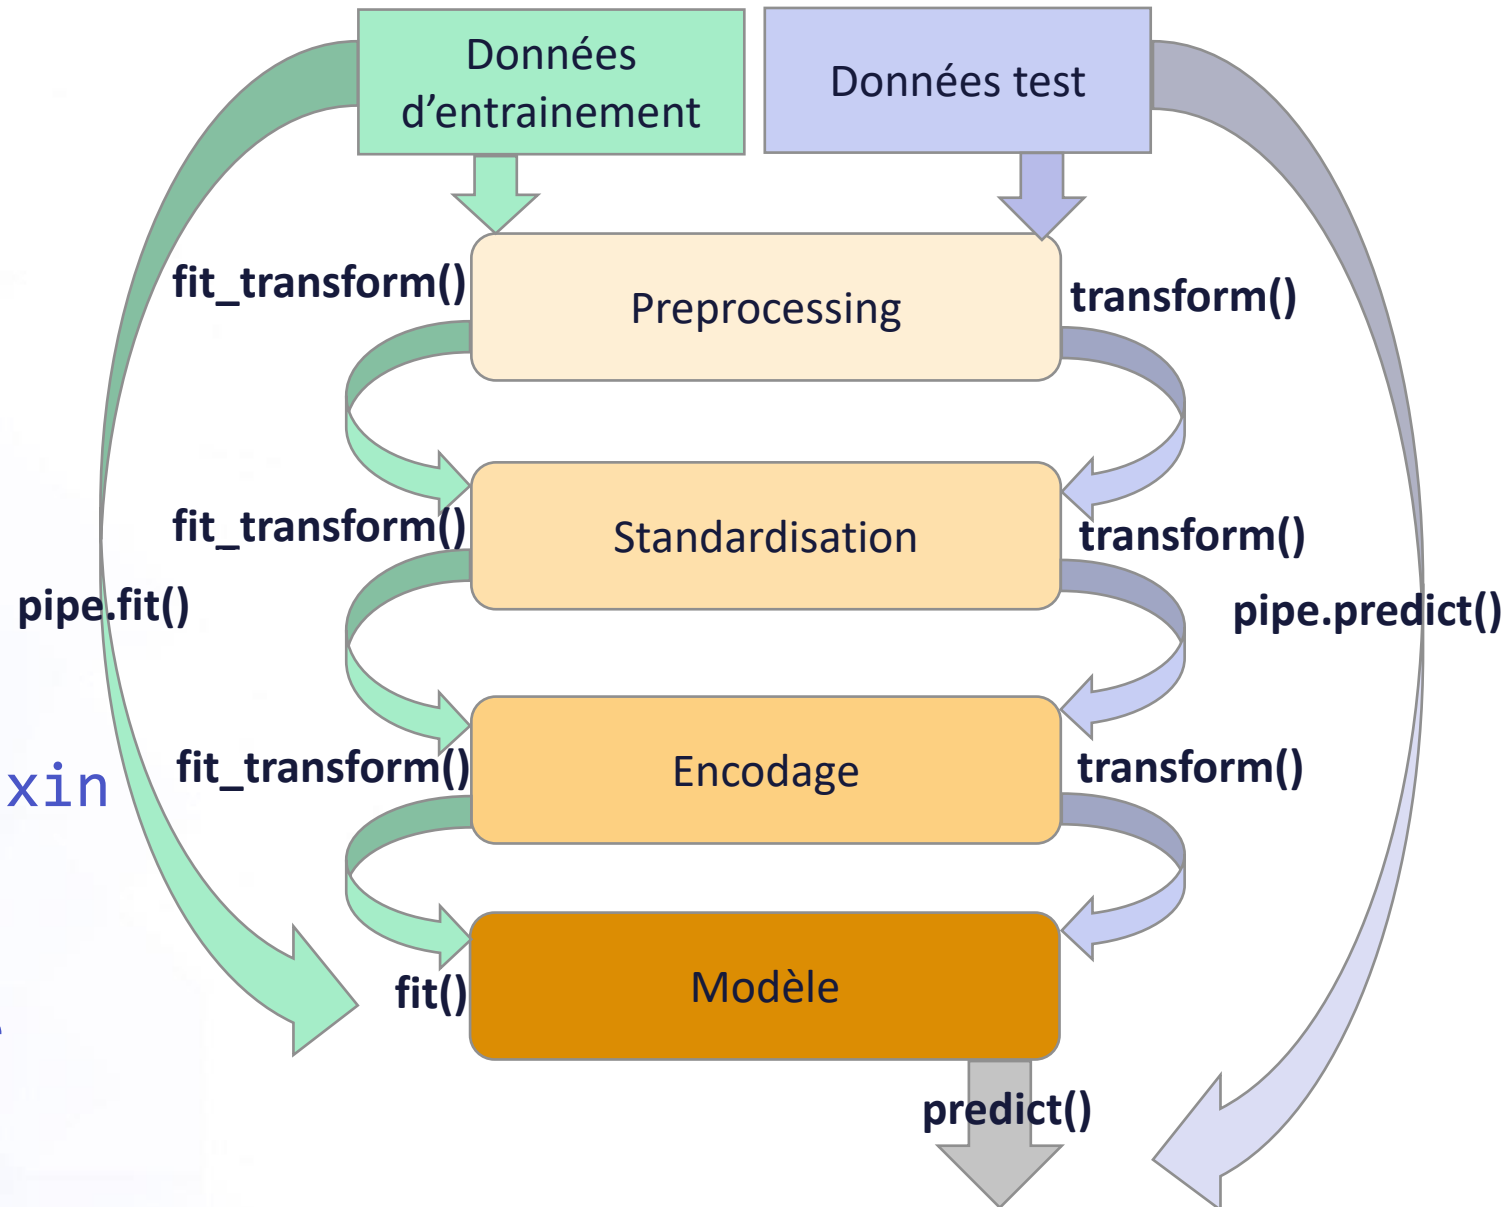 Données
d’entrainement
Données test
fit_transform()
Preprocessing
transform()
fit_transform()
Standardisation
transform()
pipe.fit()
pipe.predict()
fit_transform()
Encodage
transform()
xin
fit()
Modèle
predict()